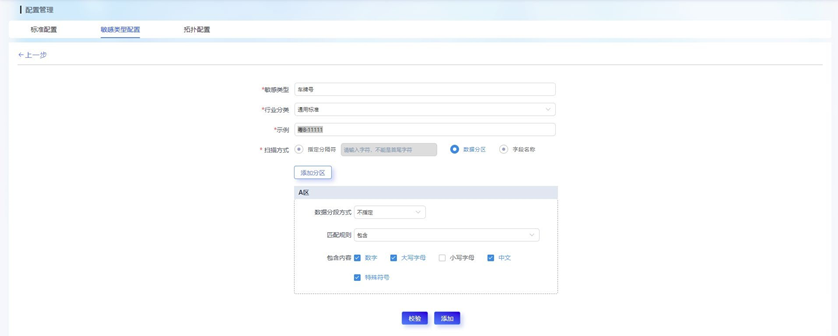 配置管理
标准配置 敏感类型配置 拓扑配置
←上一步
*敏感类型 车牌号
*行业分类 通用标准
*示例 粤B·11111
* 扫描方式 指定分隔符 请输入字符，不能是首尾字符 数据分区 字段名称
添加分区
A区
数据分段方式 不指定
匹配规则 包含
包含内容 数字 大写字母 小写字母 中文
特殊符号
校验 添加